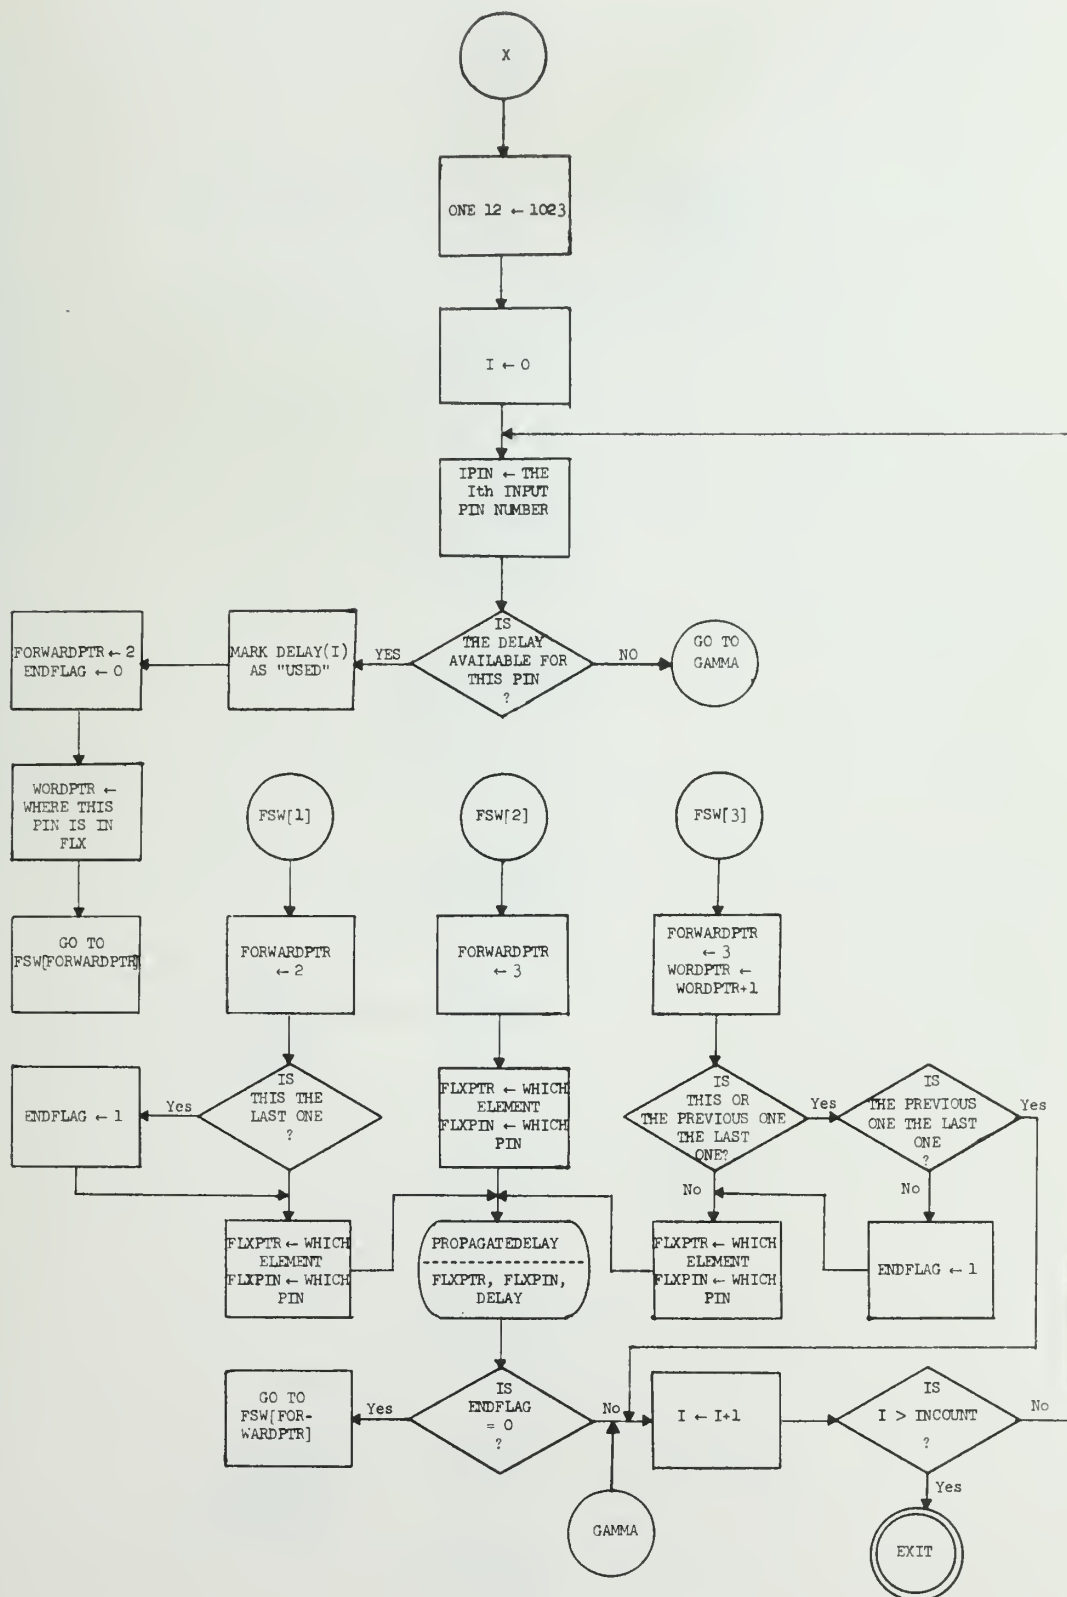 X
ONE 12 ← 1023
I ← 0
IPIN ← THE
Ith INPUT
PIN NUMBER
IS
THE DELAY
AVAILABLE FOR
THIS PIN
?
YES
NO
MARK DELAY(I)
AS "USED"
FORWARDPTR ← 2
ENDFLAG ← 0
GO TO
GAMMA
WORDPTR ←
WHERE THIS
PIN IS IN
FLX
GO TO
FSW[FORWARDPTR]
FSW[1]
FORWARDPTR
← 2
IS
THIS THE
LAST ONE
?
Yes
ENDFLAG ← 1
FLXPTR ← WHICH
ELEMENT
FLXPIN ← WHICH
PIN
FSW[2]
FORWARDPTR
← 3
FLXPTR ← WHICH
ELEMENT
FLXPIN ← WHICH
PIN
PROPAGATEDELAY
FLXPTR, FLXPIN,
DELAY
FSW[3]
FORWARDPTR
← 3
WORDPTR ←
WORDPTR+1
IS
THIS OR
THE PREVIOUS ONE
THE LAST
ONE?
Yes
No
IS
THE PREVIOUS
ONE THE LAST
ONE
?
Yes
No
ENDFLAG ← 1
FLXPTR ← WHICH
ELEMENT
FLXPIN ← WHICH
PIN
IS
ENDFLAG
= 0
?
Yes
No
GO TO
FSW[FOR-
WARDPTR]
GAMMA
I ← I+1
IS
I > INCOUNT
?
No
Yes
EXIT